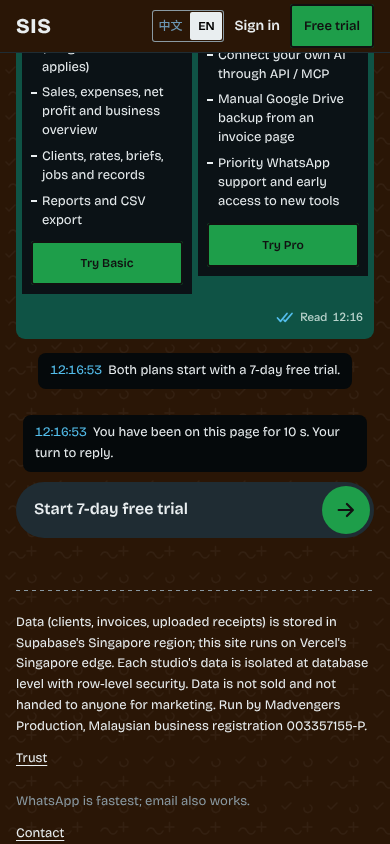 SIS
中文
EN
Sign in
Free trial
applies)
Sales, expenses, net
profit and business
overview
Clients, rates, briefs,
jobs and records
Reports and CSV
export
Try Basic
Connect your own AI
through API / MCP
Manual Google Drive
backup from an
invoice page
Priority WhatsApp
support and early
access to new tools
Try Pro
Read 12:16
12:16:53 Both plans start with a 7-day free trial.
12:16:53 You have been on this page for 10 s. Your
turn to reply.
Start 7-day free trial
Data (clients, invoices, uploaded receipts) is stored in
Supabase's Singapore region; this site runs on Vercel's
Singapore edge. Each studio's data is isolated at database
level with row-level security. Data is not sold and not
handed to anyone for marketing. Run by Madvengers
Production, Malaysian business registration 003357155-P.
Trust
WhatsApp is fastest; email also works.
Contact